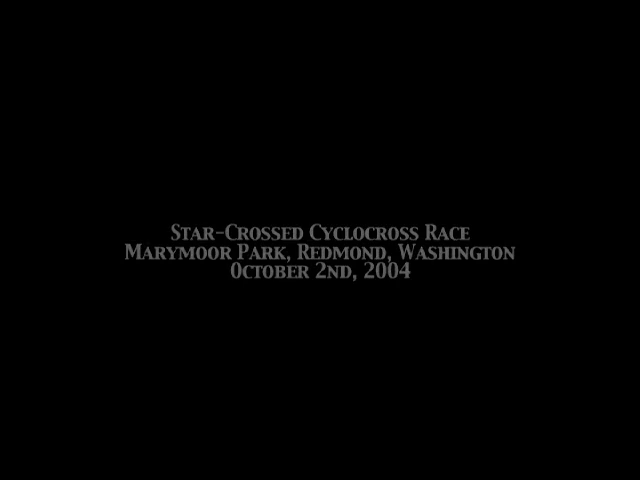 Star-Crossed Cyclocross Race
Marymoor Park, Redmond, Washington
October 2nd, 2004